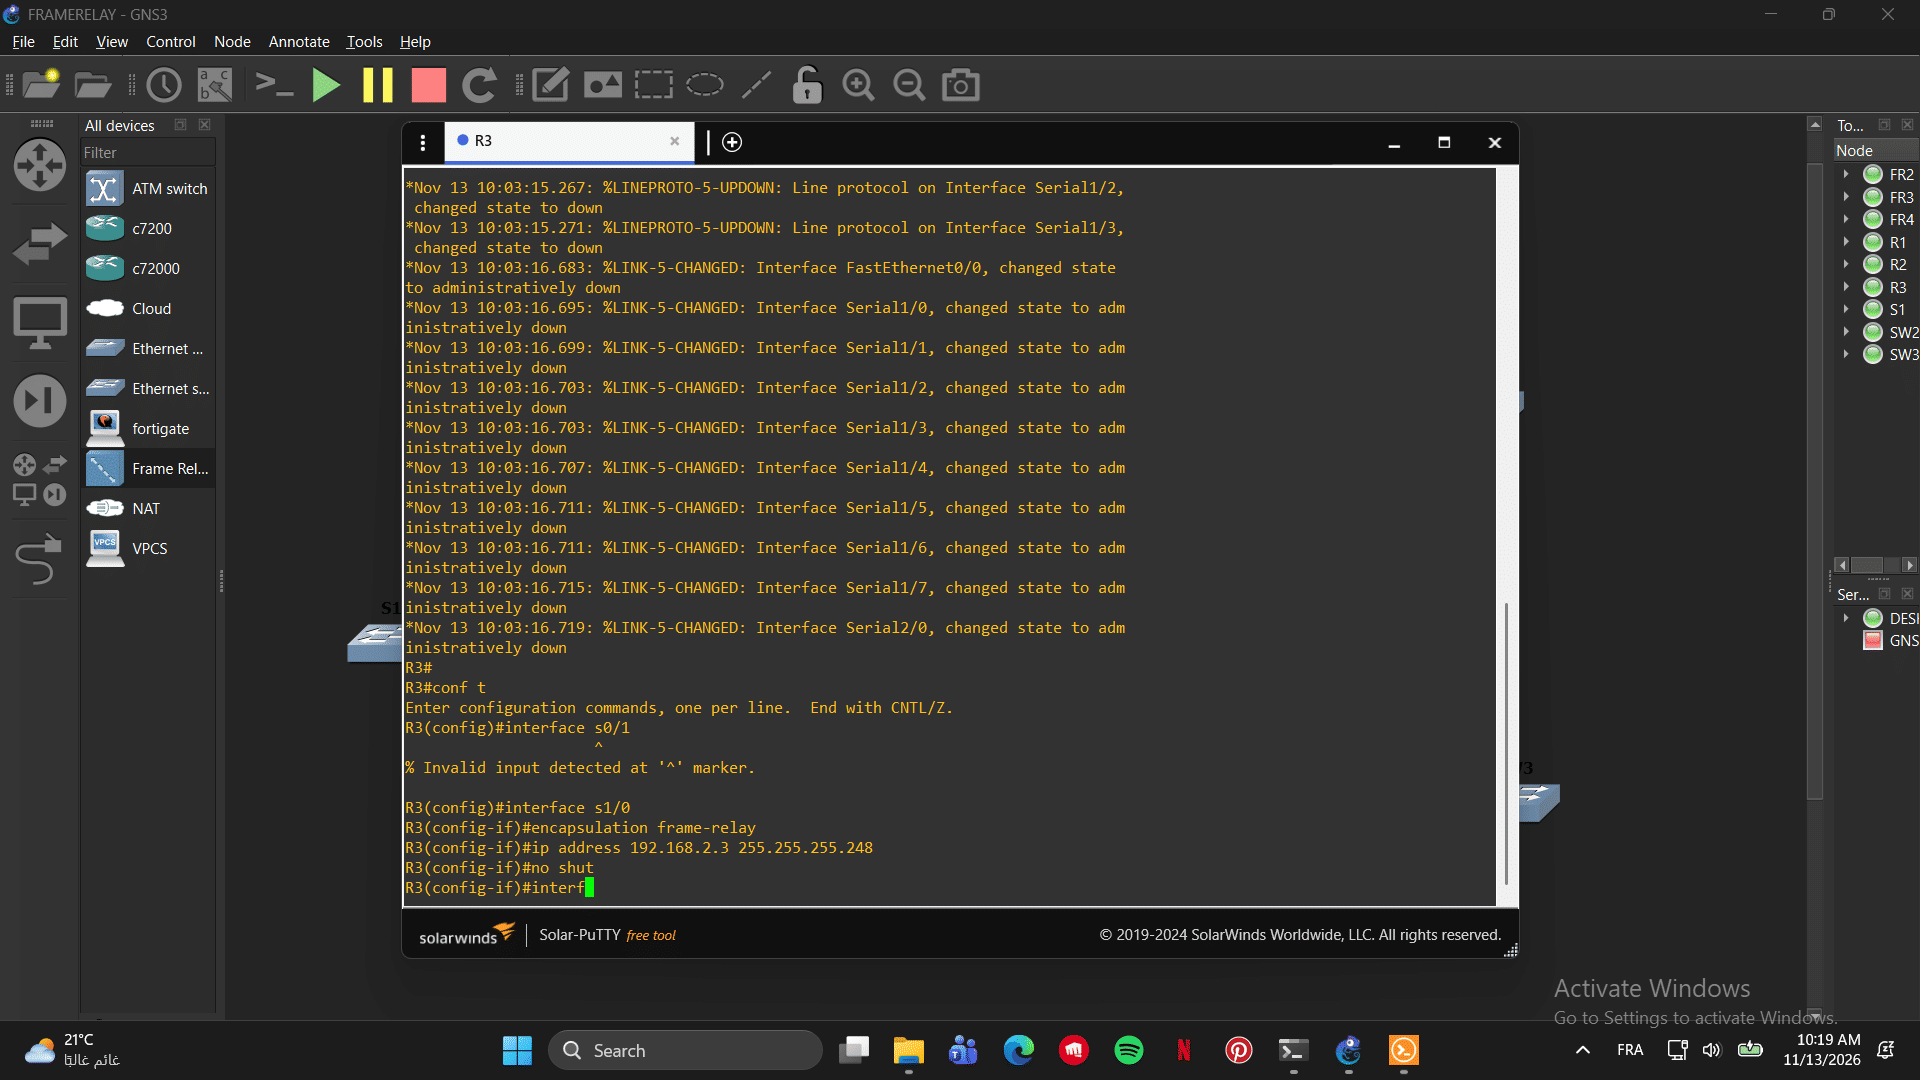 FRAMERELAY - GNS3
File Edit View Control Node Annotate Tools Help
All devices
Filter
ATM switch
c7200
c72000
Cloud
Ethernet ...
Ethernet s...
fortigate
Frame Rel...
NAT
VPCS
VPCS
S1
R3
*Nov 13 10:03:15.267: %LINEPROTO-5-UPDOWN: Line protocol on Interface Serial1/2,
changed state to down
*Nov 13 10:03:15.271: %LINEPROTO-5-UPDOWN: Line protocol on Interface Serial1/3,
changed state to down
*Nov 13 10:03:16.683: %LINK-5-CHANGED: Interface FastEthernet0/0, changed state
to administratively down
*Nov 13 10:03:16.695: %LINK-5-CHANGED: Interface Serial1/0, changed state to adm
inistratively down
*Nov 13 10:03:16.699: %LINK-5-CHANGED: Interface Serial1/1, changed state to adm
inistratively down
*Nov 13 10:03:16.703: %LINK-5-CHANGED: Interface Serial1/2, changed state to adm
inistratively down
*Nov 13 10:03:16.703: %LINK-5-CHANGED: Interface Serial1/3, changed state to adm
inistratively down
*Nov 13 10:03:16.707: %LINK-5-CHANGED: Interface Serial1/4, changed state to adm
inistratively down
*Nov 13 10:03:16.711: %LINK-5-CHANGED: Interface Serial1/5, changed state to adm
inistratively down
*Nov 13 10:03:16.711: %LINK-5-CHANGED: Interface Serial1/6, changed state to adm
inistratively down
*Nov 13 10:03:16.715: %LINK-5-CHANGED: Interface Serial1/7, changed state to adm
inistratively down
*Nov 13 10:03:16.719: %LINK-5-CHANGED: Interface Serial2/0, changed state to adm
inistratively down
R3#
R3#conf t
Enter configuration commands, one per line.  End with CNTL/Z.
R3(config)#interface s0/1
^
% Invalid input detected at '^' marker.
R3(config)#interface s1/0
R3(config-if)#encapsulation frame-relay
R3(config-if)#ip address 192.168.2.3 255.255.255.248
R3(config-if)#no shut
R3(config-if)#interf
solarwinds
Solar-PuTTY free tool
© 2019-2024 SolarWinds Worldwide, LLC. All rights reserved.
To...
Node
FR2
FR3
FR4
R1
R2
R3
S1
SW2
SW3
Ser...
DESI
GNS
Activate Windows
Go to Settings to activate Windows.
21°C
غائم غالبًا
Search
FRA
10:19 AM
11/13/2026